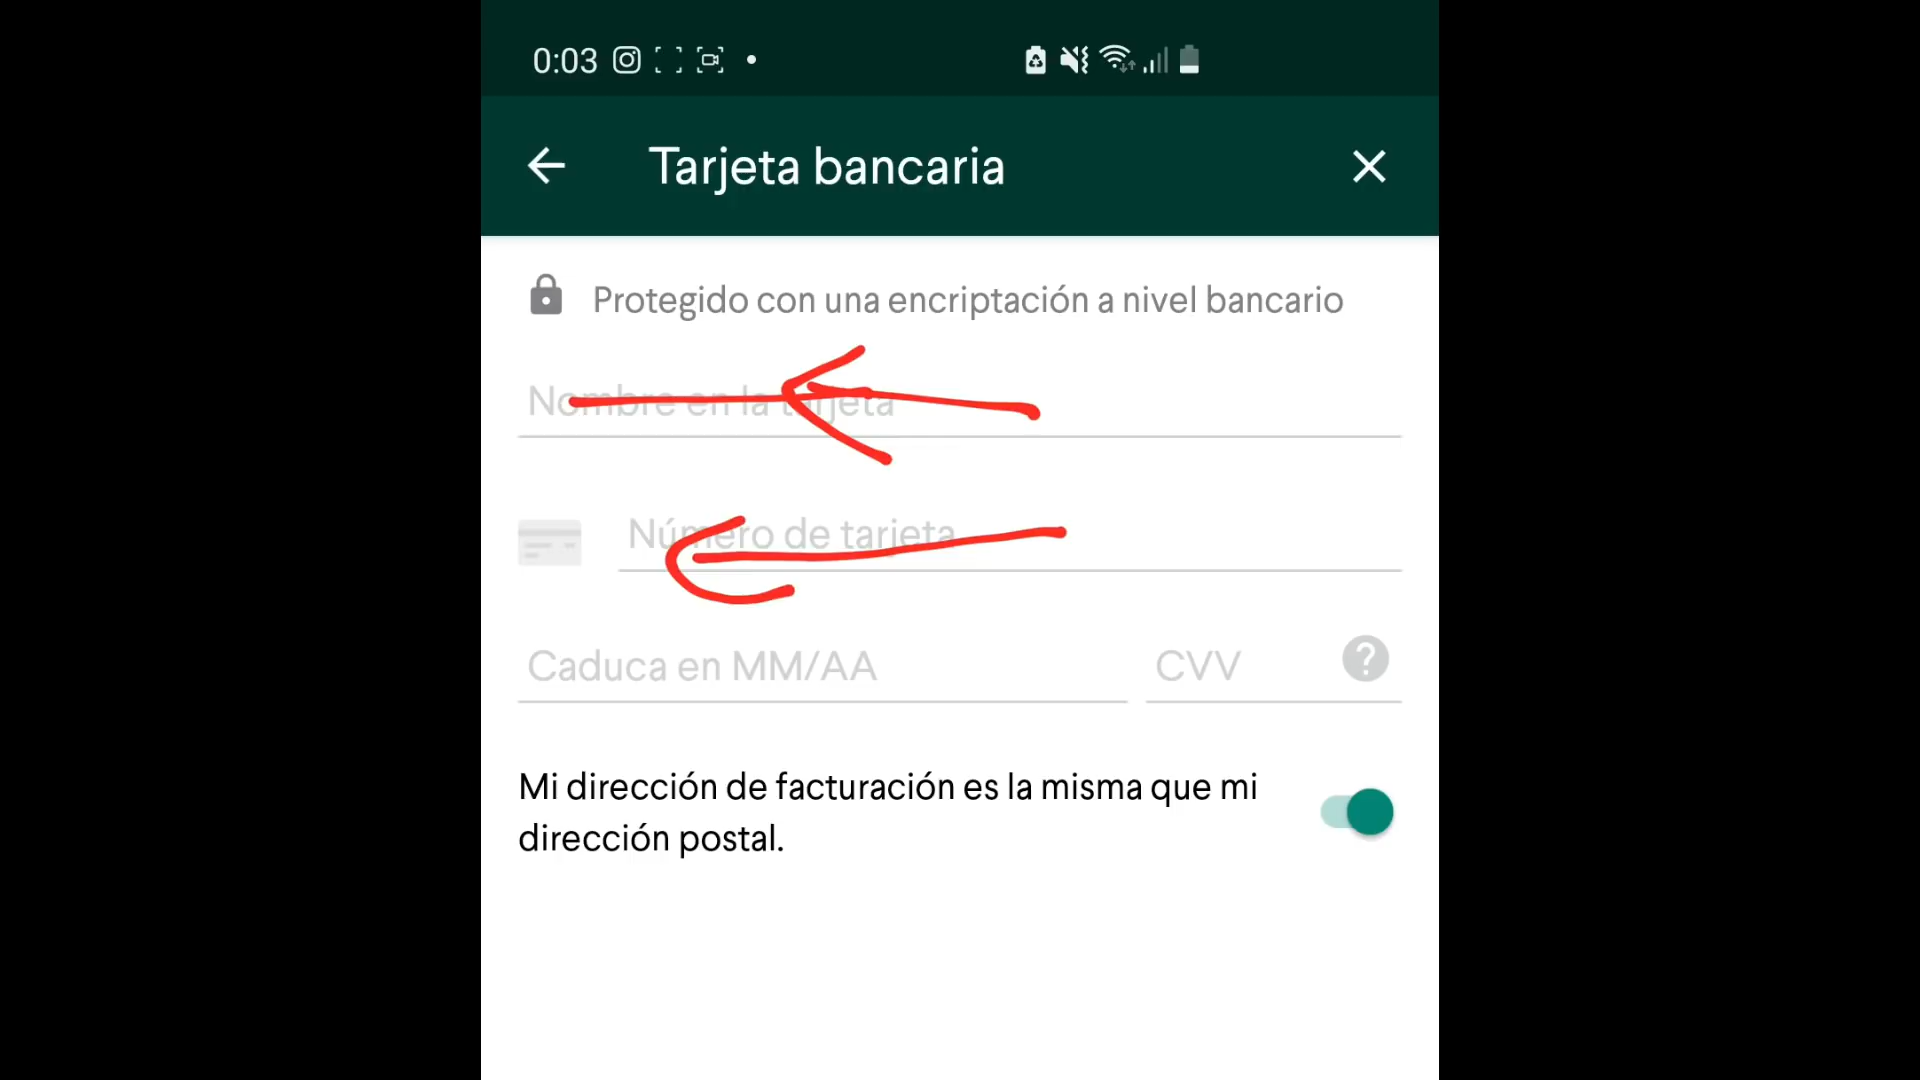 0:03
Tarjeta bancaria
Protegido con una encriptación a nivel bancario
Nombre en la tarjeta
Número de tarjeta
Caduca en MM/AA
CVV
?
Mi dirección de facturación es la misma que mi
dirección postal.